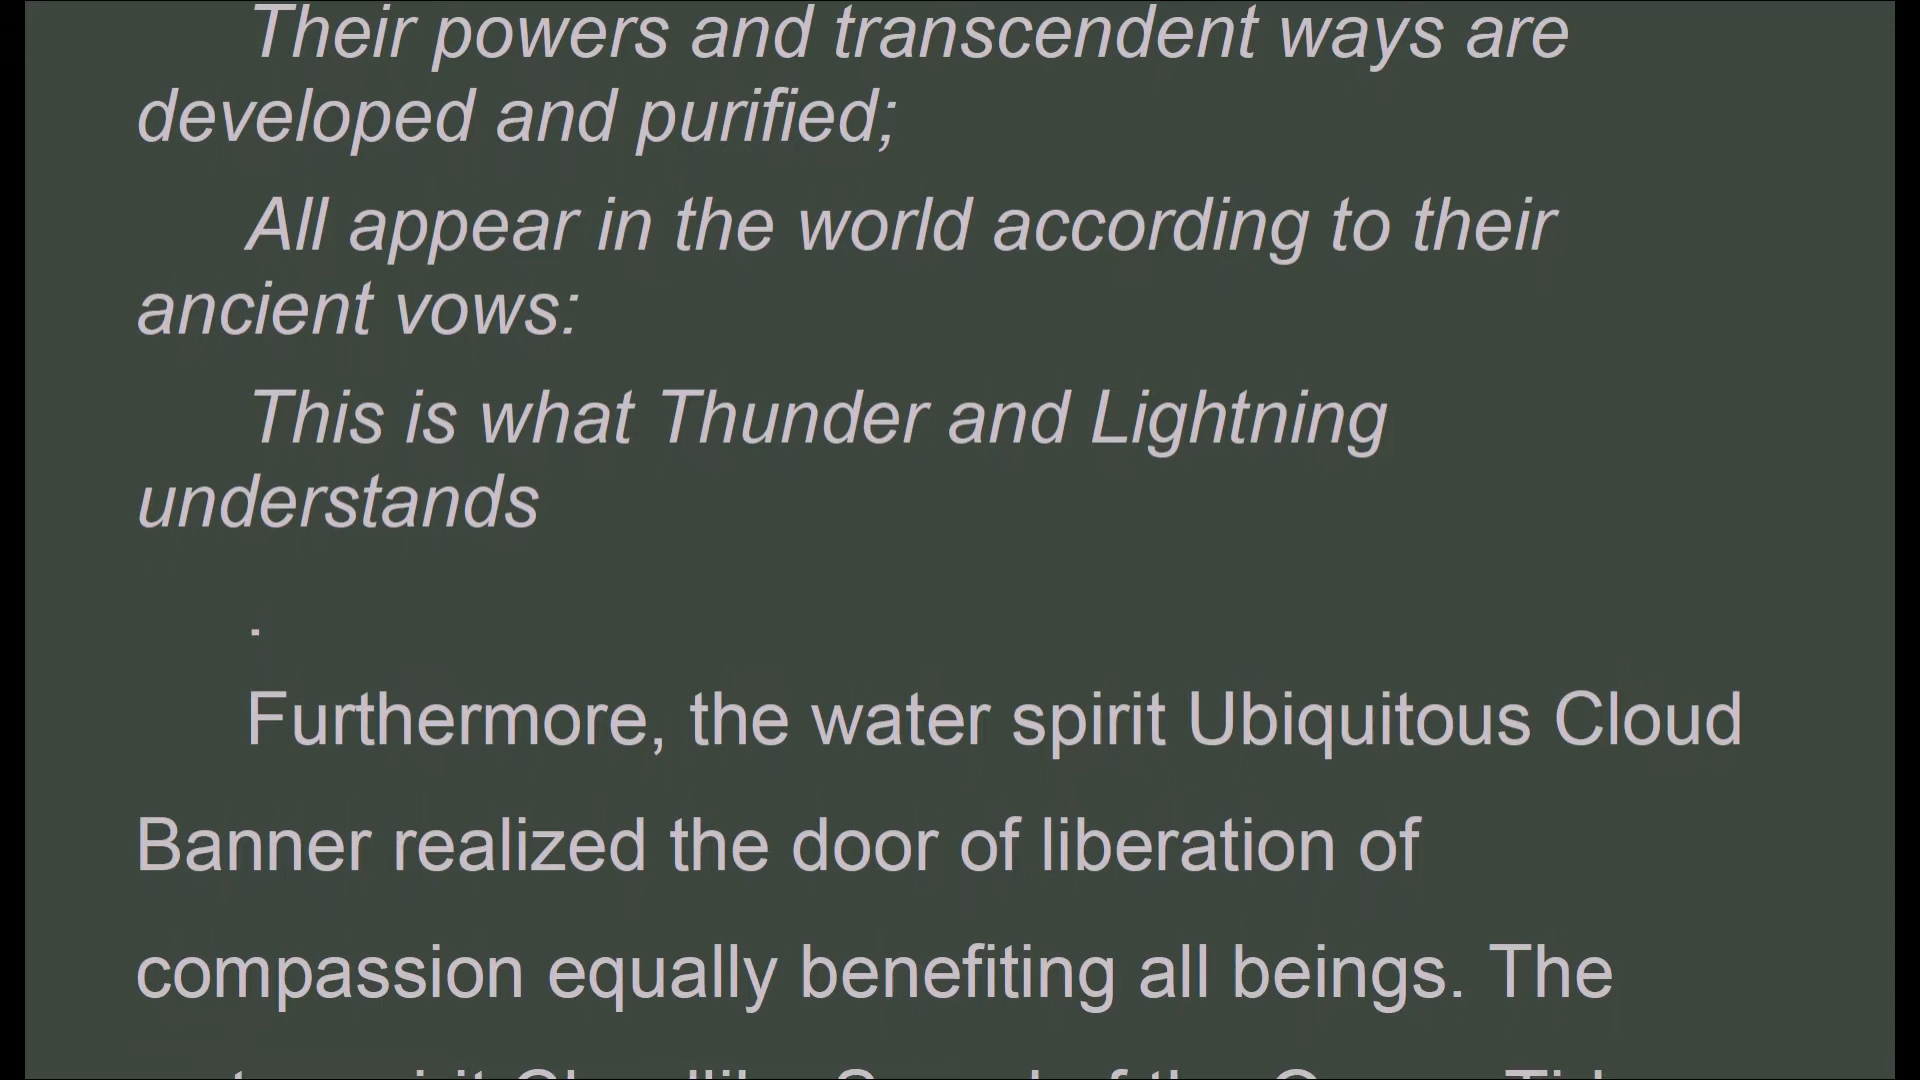 Their powers and transcendent ways are
developed and purified;
All appear in the world according to their
ancient vows:
This is what Thunder and Lightning
understands
.
Furthermore, the water spirit Ubiquitous Cloud
Banner realized the door of liberation of
compassion equally benefiting all beings. The